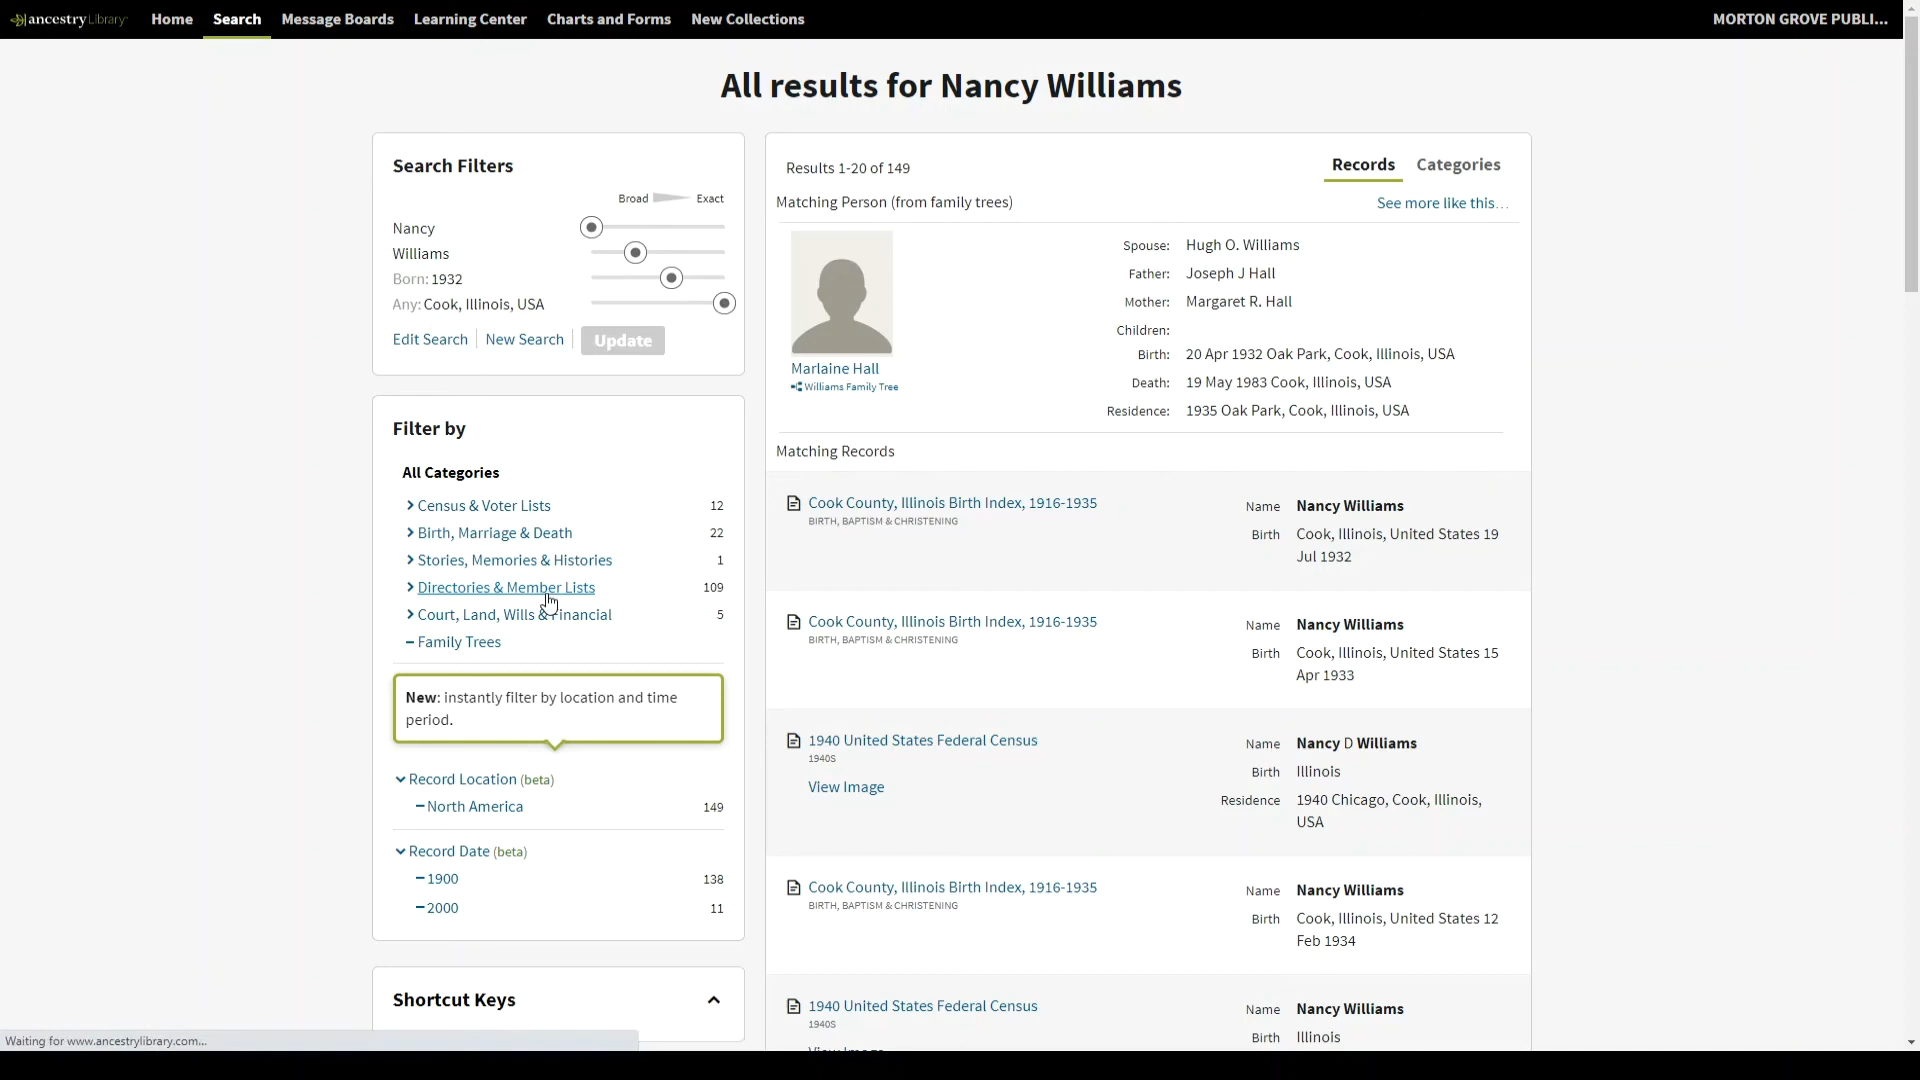 ancestryLibrary Home Search Message Boards Learning Center Charts and Forms New Collections MORTON GROVE PUBLI...
All results for Nancy Williams
Search Filters
Broad Exact
Nancy
Williams
Born: 1932
Any: Cook, Illinois, USA
Edit Search New Search Update
Filter by
All Categories
Census & Voter Lists 12
Birth, Marriage & Death 22
Stories, Memories & Histories 1
Directories & Member Lists 109
Court, Land, Wills & Financial 5
Family Trees
New: instantly filter by location and time
period.
Record Location (beta)
North America 149
Record Date (beta)
1900 138
2000 11
Shortcut Keys
Results 1-20 of 149 Records Categories
Matching Person (from family trees) See more like this...
Marlaine Hall
Williams Family Tree
Spouse: Hugh O. Williams
Father: Joseph J Hall
Mother: Margaret R. Hall
Children:
Birth: 20 Apr 1932 Oak Park, Cook, Illinois, USA
Death: 19 May 1983 Cook, Illinois, USA
Residence: 1935 Oak Park, Cook, Illinois, USA
Matching Records
Cook County, Illinois Birth Index, 1916-1935
BIRTH, BAPTISM & CHRISTENING
Name Nancy Williams
Birth Cook, Illinois, United States 19
Jul 1932
Cook County, Illinois Birth Index, 1916-1935
BIRTH, BAPTISM & CHRISTENING
Name Nancy Williams
Birth Cook, Illinois, United States 15
Apr 1933
1940 United States Federal Census
1940S
View Image
Name Nancy D Williams
Birth Illinois
Residence 1940 Chicago, Cook, Illinois,
USA
Cook County, Illinois Birth Index, 1916-1935
BIRTH, BAPTISM & CHRISTENING
Name Nancy Williams
Birth Cook, Illinois, United States 12
Feb 1934
1940 United States Federal Census
1940S
View Image
Name Nancy Williams
Birth Illinois
Waiting for www.ancestrylibrary.com...